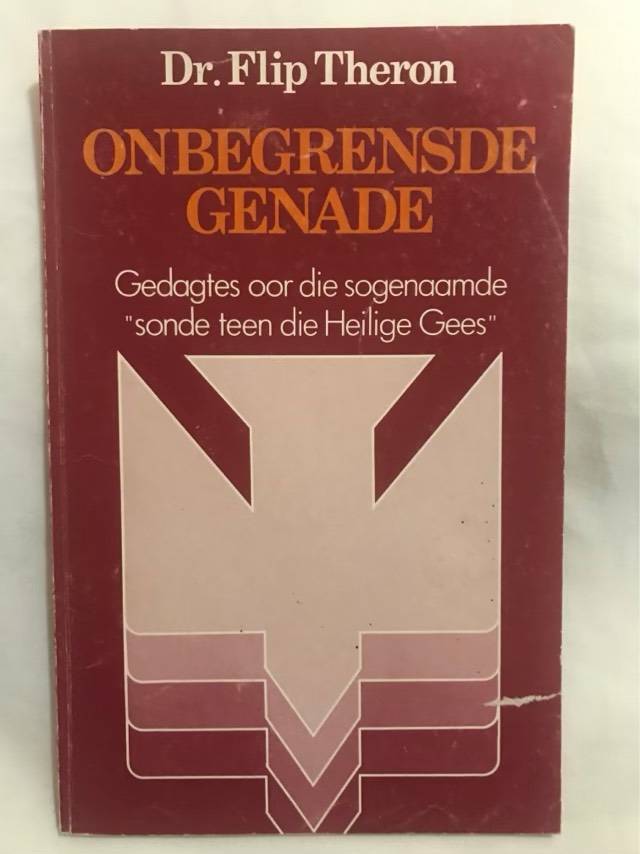 Dr. Flip Theron
ONBEGRENSDE
GENADE
Gedagtes oor die sogenaamde
"sonde teen die Heilige Gees"